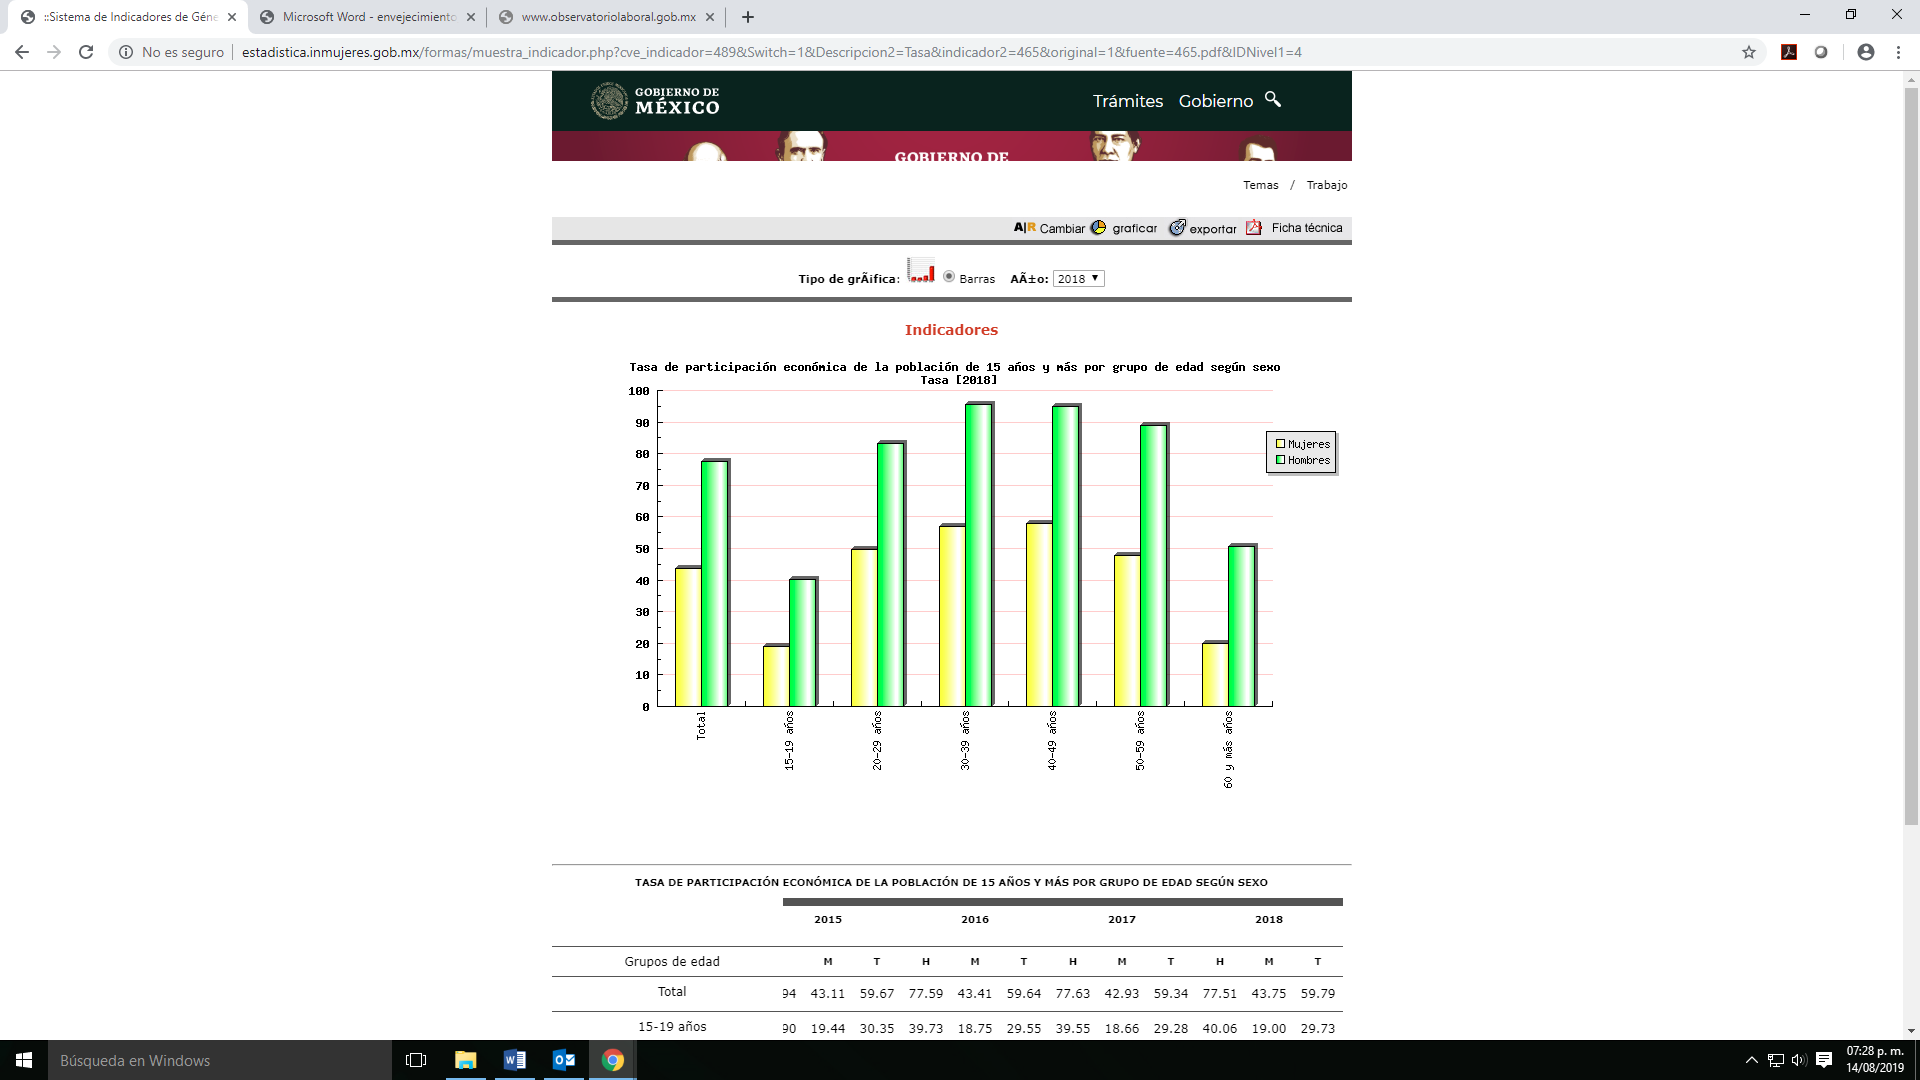 ::Sistema de Indicadores de Géne
Microsoft Word - envejecimiento
www.observatoriolaboral.gob.mx
No es seguro
estadistica.inmujeres.gob.mx/formas/muestra_indicador.php?cve_indicador=489&Switch=1&Descripcion2=Tasa&indicador2=465&original=1&fuente=465.pdf&IDNivel1=4
GOBIERNO DE
MÉXICO
Trámites Gobierno
GOBIERNO DE
Temas / Trabajo
A|R Cambiar graficar exportar Ficha técnica
Tipo de grÃifica: Barras AÃ±o: 2018
Indicadores
Tasa de participación económica de la población de 15 años y más por grupo de edad según sexo
Tasa [2018]
100
90
80
70
60
50
40
30
20
10
0
Mujeres
Hombres
Total
15-19 años
20-29 años
30-39 años
40-49 años
50-59 años
60 y más años
TASA DE PARTICIPACIÓN ECONÓMICA DE LA POBLACIÓN DE 15 AÑOS Y MÁS POR GRUPO DE EDAD SEGÚN SEXO
2015 2016 2017 2018
Grupos de edad M T H M T H M T H M T
Total 94 43.11 59.67 77.59 43.41 59.64 77.63 42.93 59.34 77.51 43.75 59.79
15-19 años 90 19.44 30.35 39.73 18.75 29.55 39.55 18.66 29.28 40.06 19.00 29.73
Búsqueda en Windows
07:28 p. m.
14/08/2019